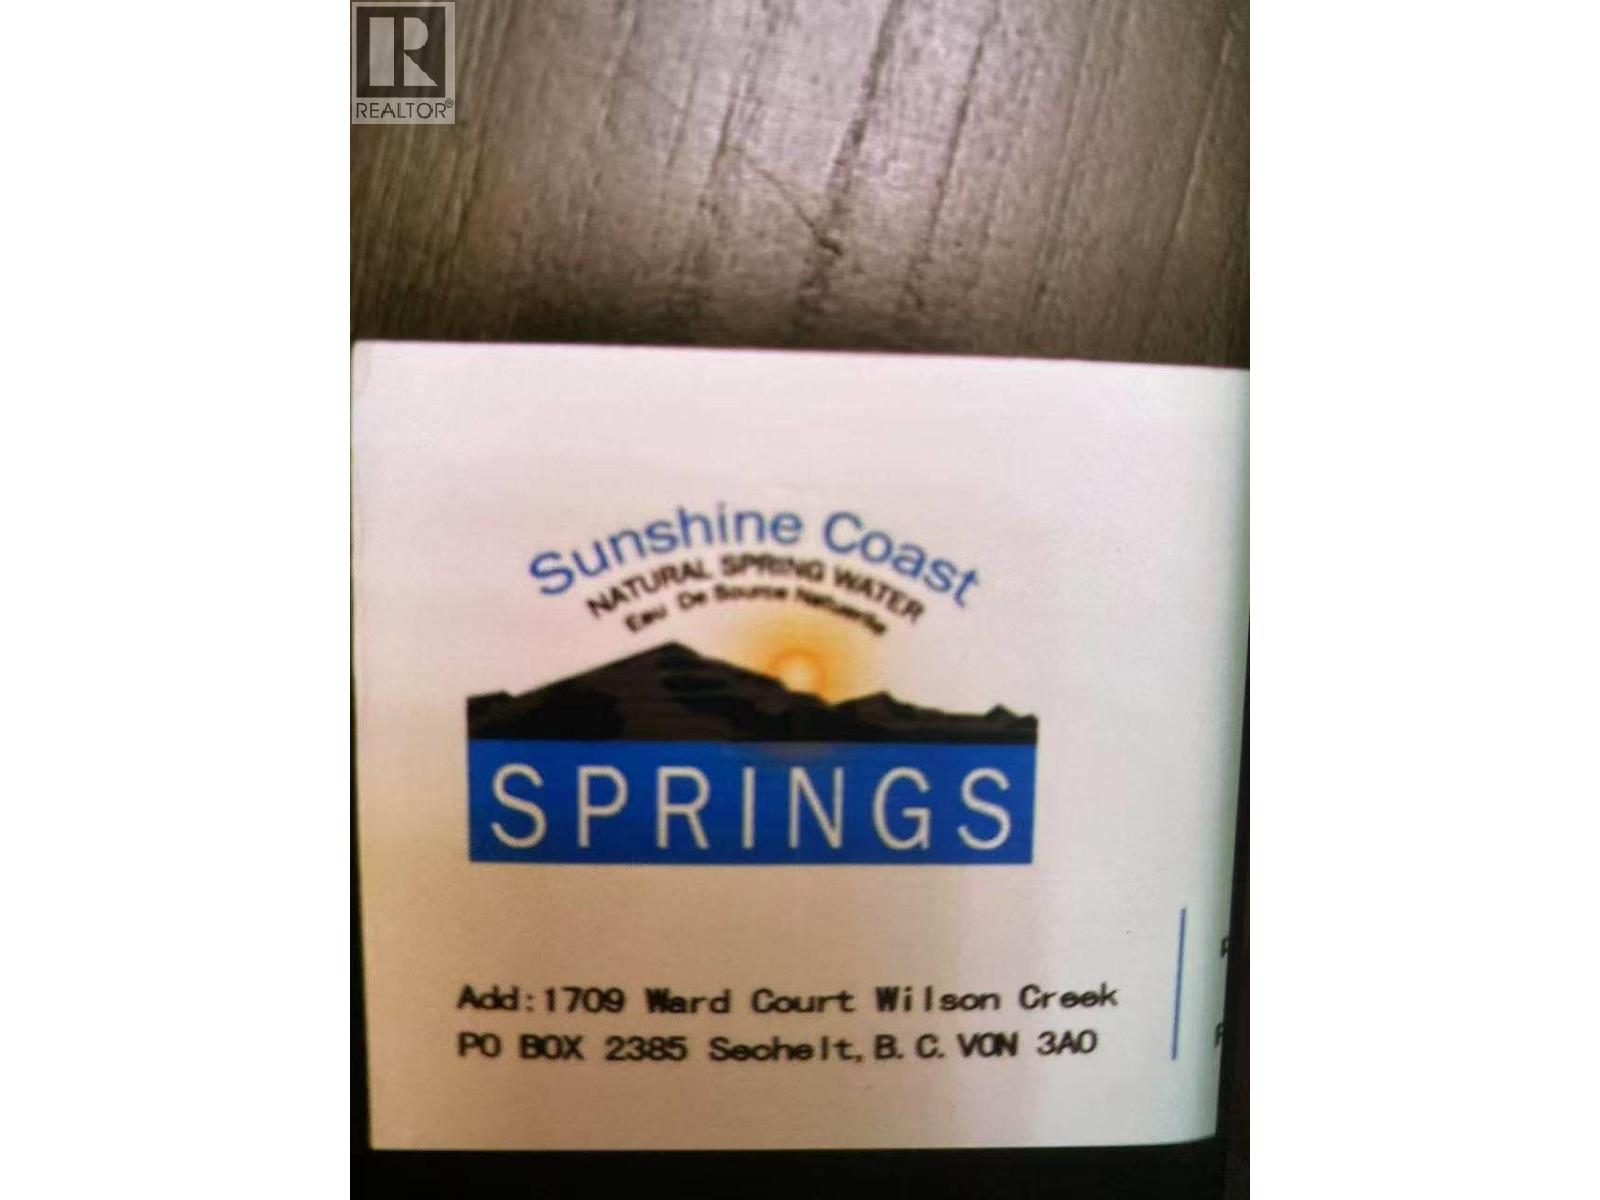 REALTOR®
Sunshine Coast
NATURAL SPRING WATER
Eau De Source Naturelle
SPRINGS
Add:1709 Ward Court Wilson Creek
PO BOX 2385 Sechelt, B.C. V0N 3A0